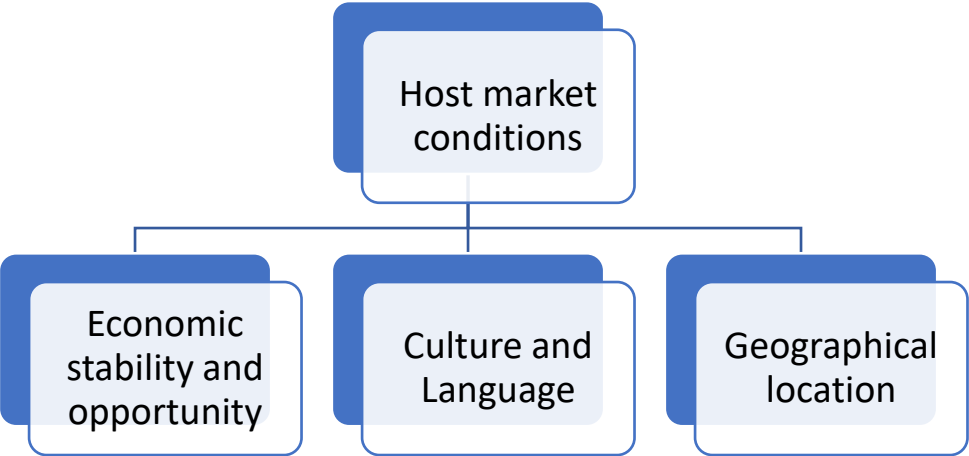 Host market
conditions
Economic
stability and
opportunity
Culture and
Language
Geographical
location